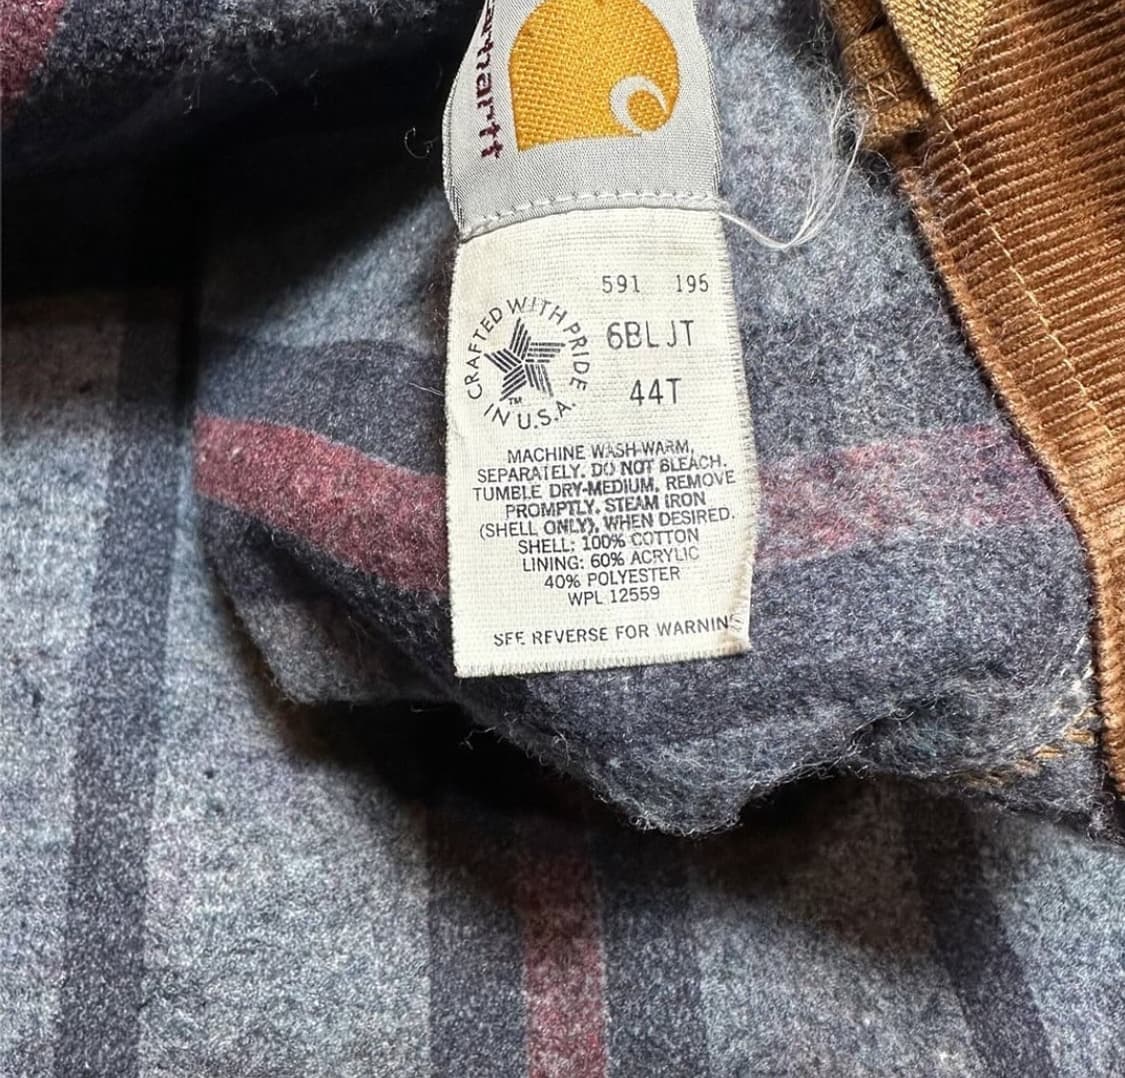 carhartt
591 195
CRAFTED WITH PRIDE
IN U.S.A.
TM
6BLJT
44T
MACHINE WASH-WARM,
SEPARATELY. DO NOT BLEACH.
TUMBLE DRY-MEDIUM, REMOVE
PROMPTLY. STEAM IRON
(SHELL ONLY), WHEN DESIRED.
SHELL: 100% COTTON
LINING: 60% ACRYLIC
40% POLYESTER
WPL 12559
SEE REVERSE FOR WARNING